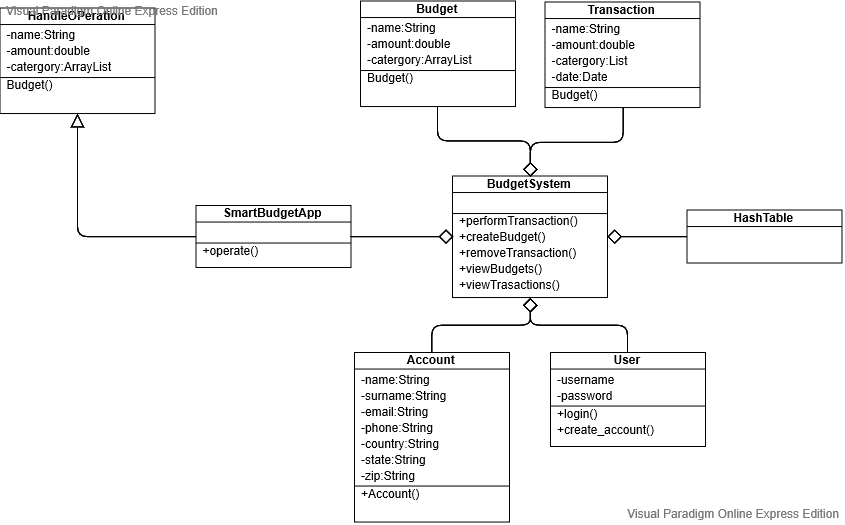 Visual Paradigm Online Express Edition
HandleOPeration
-name:String
-amount:double
-catergory:ArrayList
Budget()
Budget
-name:String
-amount:double
-catergory:ArrayList
Budget()
Transaction
-name:String
-amount:double
-catergory:List
-date:Date
Budget()
SmartBudgetApp
+operate()
BudgetSystem
+performTransaction()
+createBudget()
+removeTransaction()
+viewBudgets()
+viewTrasactions()
HashTable
Account
-name:String
-surname:String
-email:String
-phone:String
-country:String
-state:String
-zip:String
+Account()
User
-username
-password
+login()
+create_account()
Visual Paradigm Online Express Edition